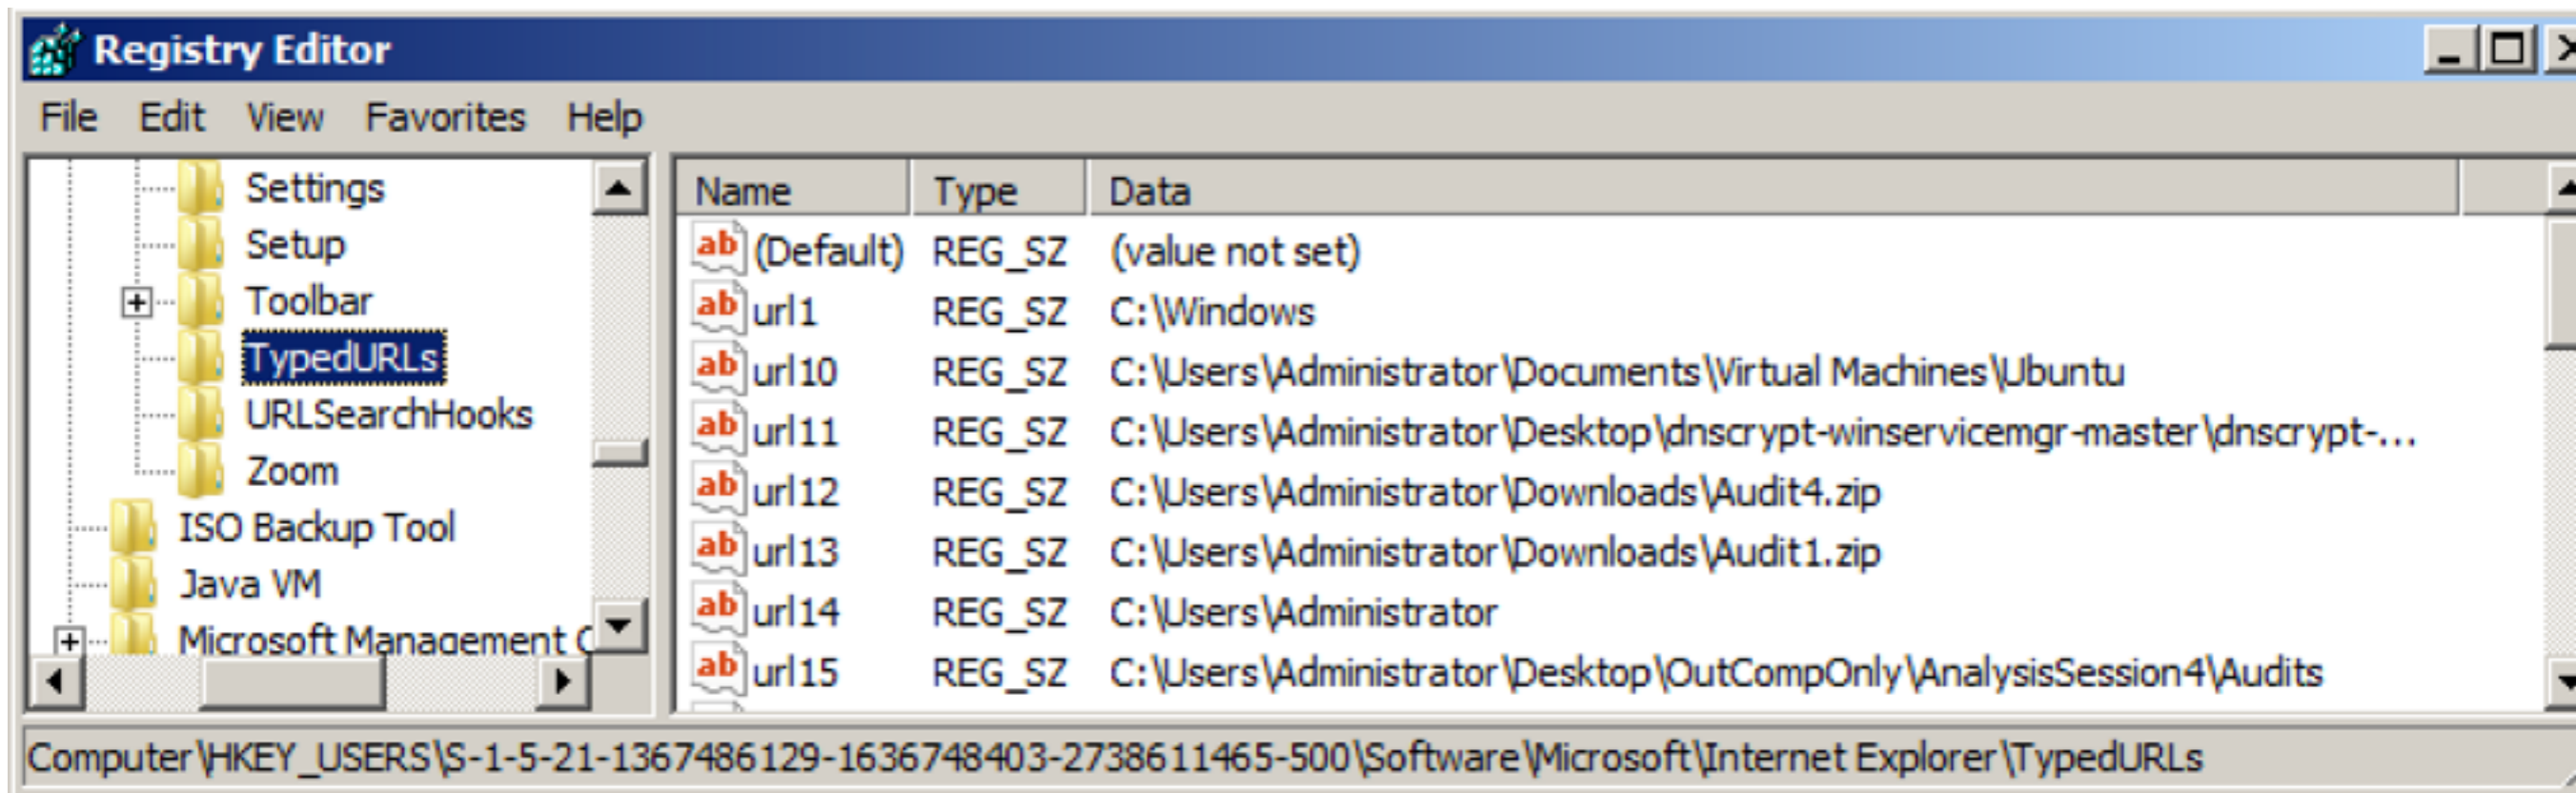 Registry Editor
File Edit View Favorites Help
Settings
Setup
Toolbar
TypedURLs
URLSearchHooks
Zoom
ISO Backup Tool
Java VM
Microsoft Management C
Name Type Data
(Default) REG_SZ (value not set)
url1 REG_SZ C:\Windows
url10 REG_SZ C:\Users\Administrator\Documents\Virtual Machines\Ubuntu
url11 REG_SZ C:\Users\Administrator\Desktop\dnscrypt-winservicemgr-master\dnscrypt-...
url12 REG_SZ C:\Users\Administrator\Downloads\Audit4.zip
url13 REG_SZ C:\Users\Administrator\Downloads\Audit1.zip
url14 REG_SZ C:\Users\Administrator
url15 REG_SZ C:\Users\Administrator\Desktop\OutCompOnly\AnalysisSession4\Audits
Computer\HKEY_USERS\S-1-5-21-1367486129-1636748403-2738611465-500\Software\Microsoft\Internet Explorer\TypedURLs